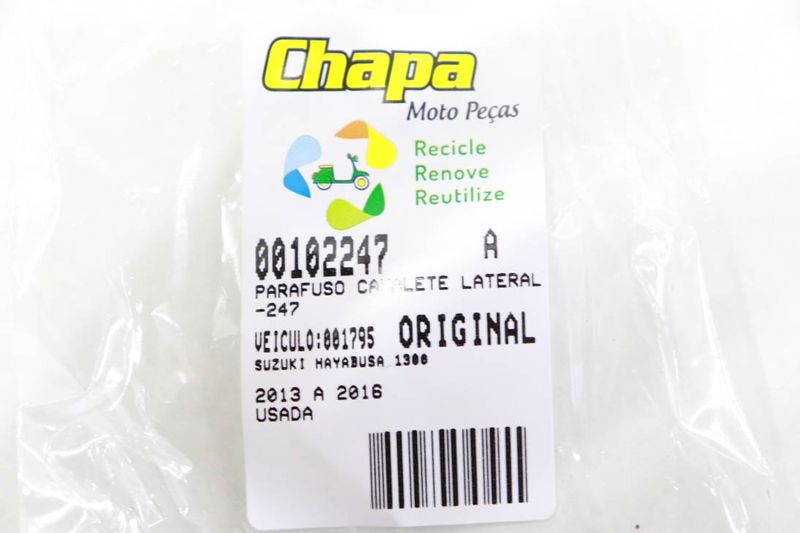 Chapa
Moto Peças
Recicle
Renove
Reutilize
00102247 A
PARAFUSO CAVALETE LATERAL
-247
VEICULO:001795 ORIGINAL
SUZUKI HAYABUSA 1300
2013 A 2016
USADA